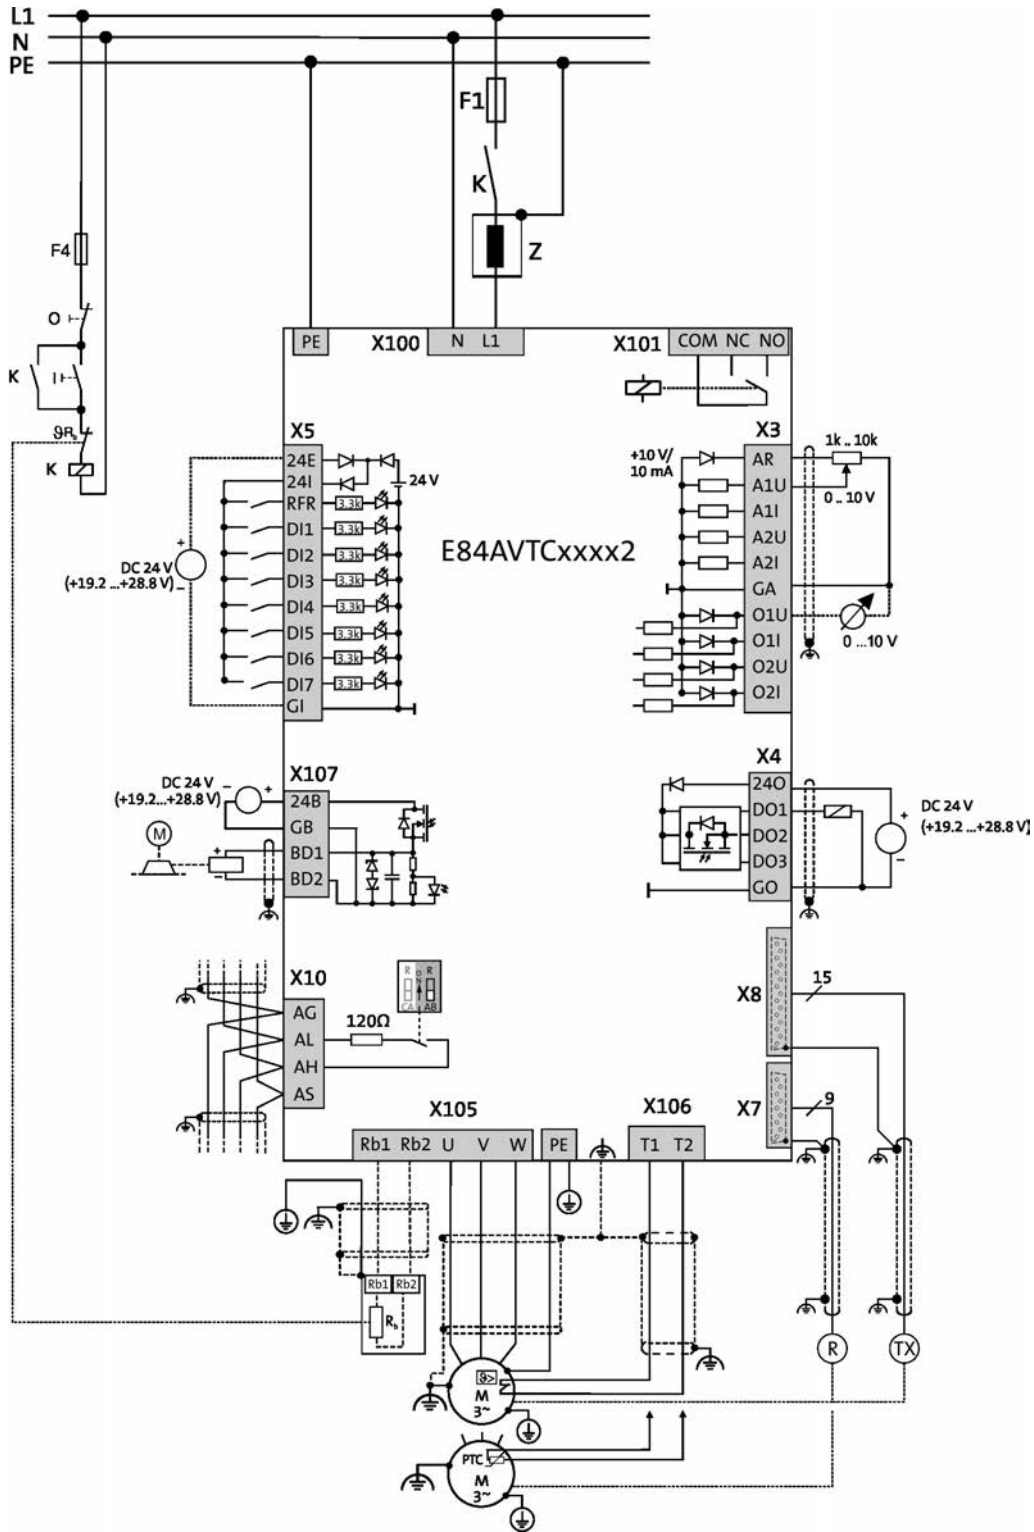 L1
N
PE
F1
K
Z
F4
O
K
I
ϑRb
K
PE
X100
N L1
X101
COM NC NO
X5
24E
24I
RFR
DI1
DI2
DI3
DI4
DI5
DI6
DI7
GI
3.3k
3.3k
3.3k
3.3k
3.3k
3.3k
3.3k
3.3k
24 V
+
DC 24 V
(+19.2 ...+28.8 V)
−
E84AVTCxxxx2
X3
+10 V/
10 mA
AR
A1U
A1I
A2U
A2I
GA
O1U
O1I
O2U
O2I
1k .. 10k
0 .. 10 V
0 ...10 V
X107
24B
GB
BD1
BD2
DC 24 V
− +
(+19.2...+28.8 V)
M
+
−
X4
24O
DO1
DO2
DO3
GO
+
DC 24 V
(+19.2 ...+28.8 V)
−
X10
AG
AL
AH
AS
120Ω
R ON R
CA AB
X8
15
X7
9
X105
Rb1 Rb2 U V W
PE
X106
T1 T2
Rb1 Rb2
Rb
ϑ>
M
3~
R
TX
PTC
M
3~